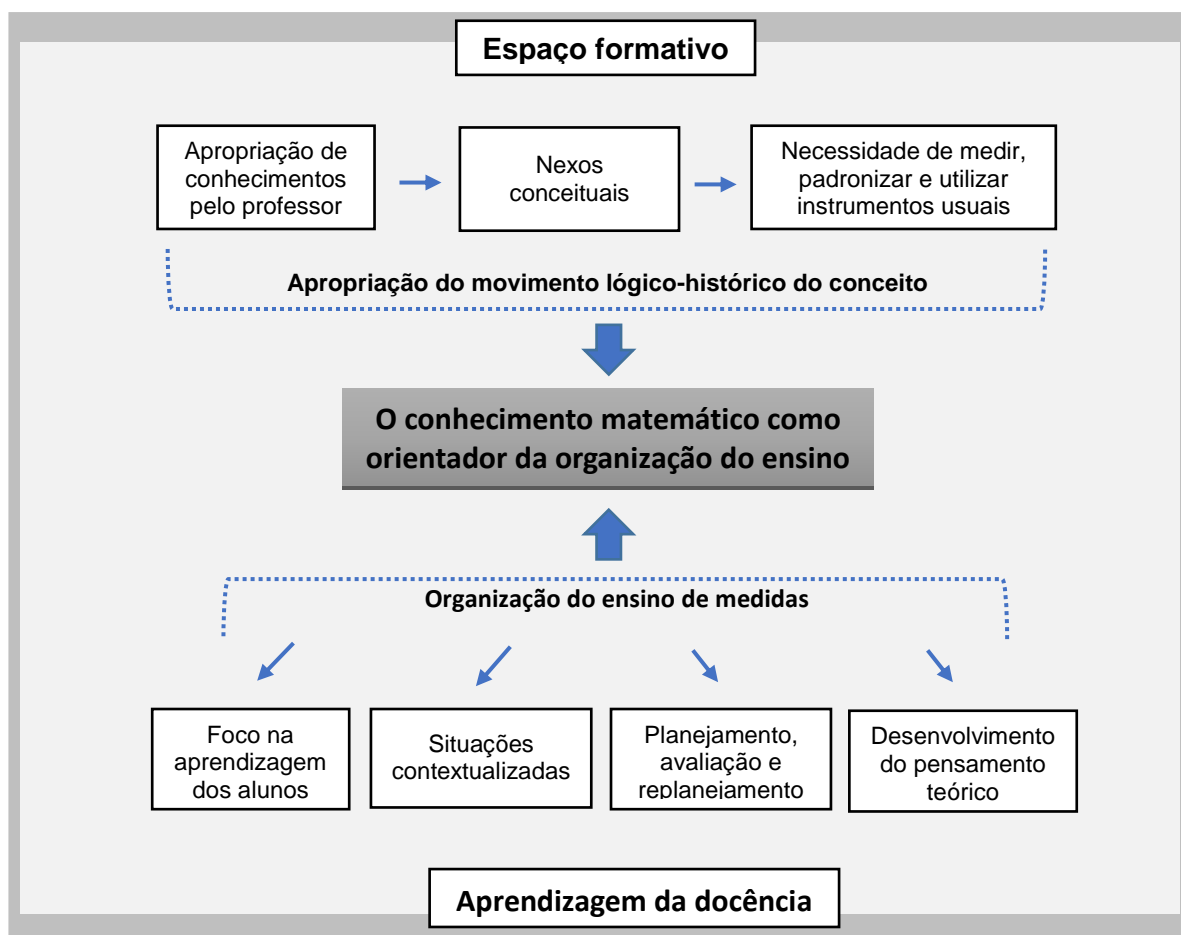 Espaço formativo
Apropriação de
conhecimentos
pelo professor
Nexos
conceituais
Necessidade de medir,
padronizar e utilizar
instrumentos usuais
Apropriação do movimento lógico-histórico do conceito
O conhecimento matemático como
orientador da organização do ensino
Organização do ensino de medidas
Foco na
aprendizagem
dos alunos
Situações
contextualizadas
Planejamento,
avaliação e
replanejamento
Desenvolvimento
do pensamento
teórico
Aprendizagem da docência